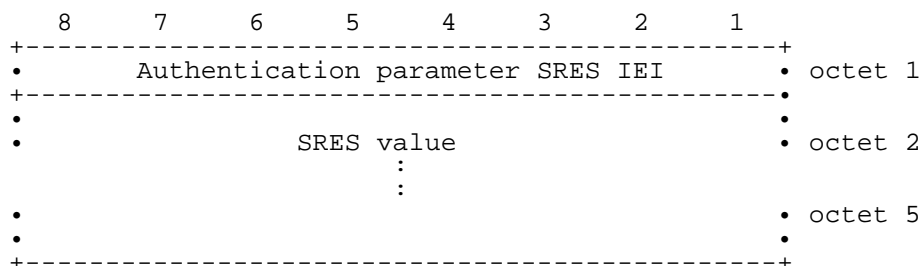 8 7 6 5 4 3 2 1
+-----------------------------------------------+
• Authentication parameter SRES IEI • octet 1
+-----------------------------------------------•
• •
• SRES value • octet 2
:
:
• • octet 5
• •
+-----------------------------------------------+